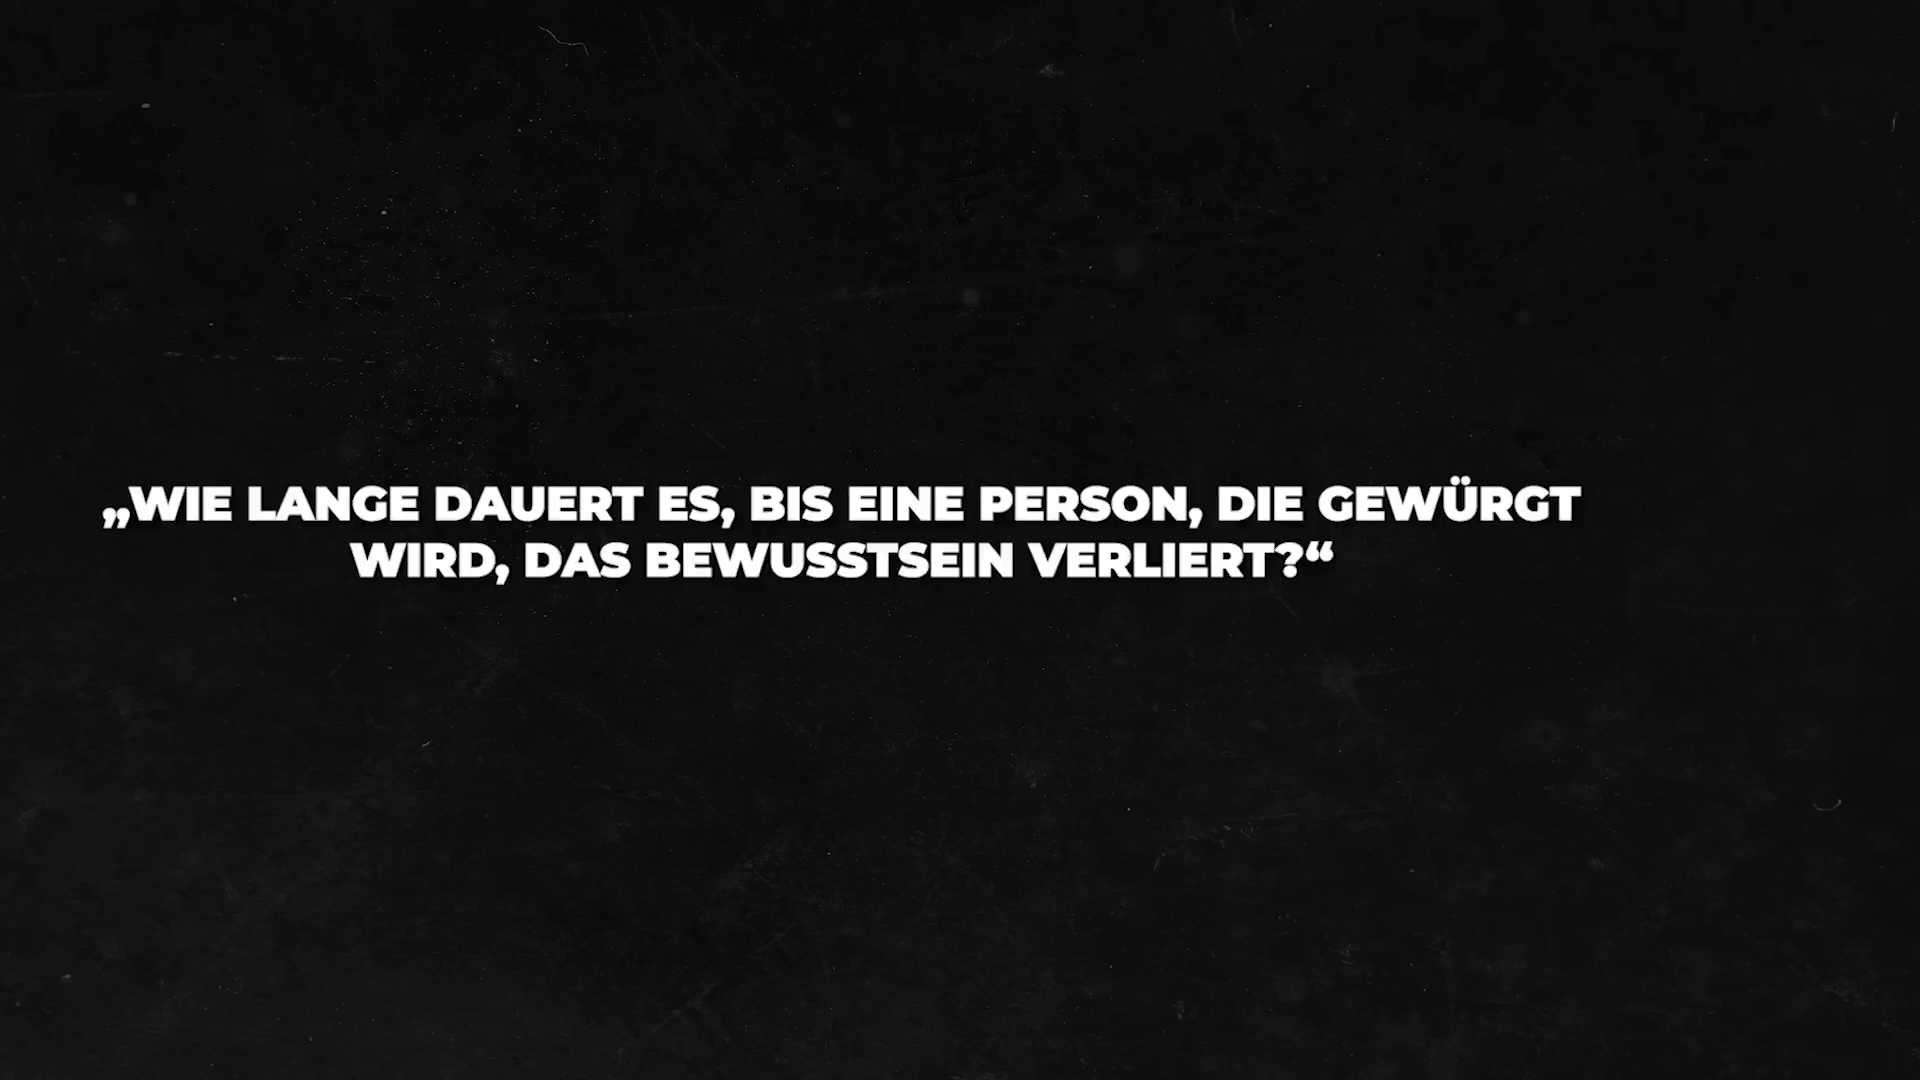 „WIE LANGE DAUERT ES, BIS EINE PERSON, DIE GEWÜRGT
WIRD, DAS BEWUSSTSEIN VERLIERT?“